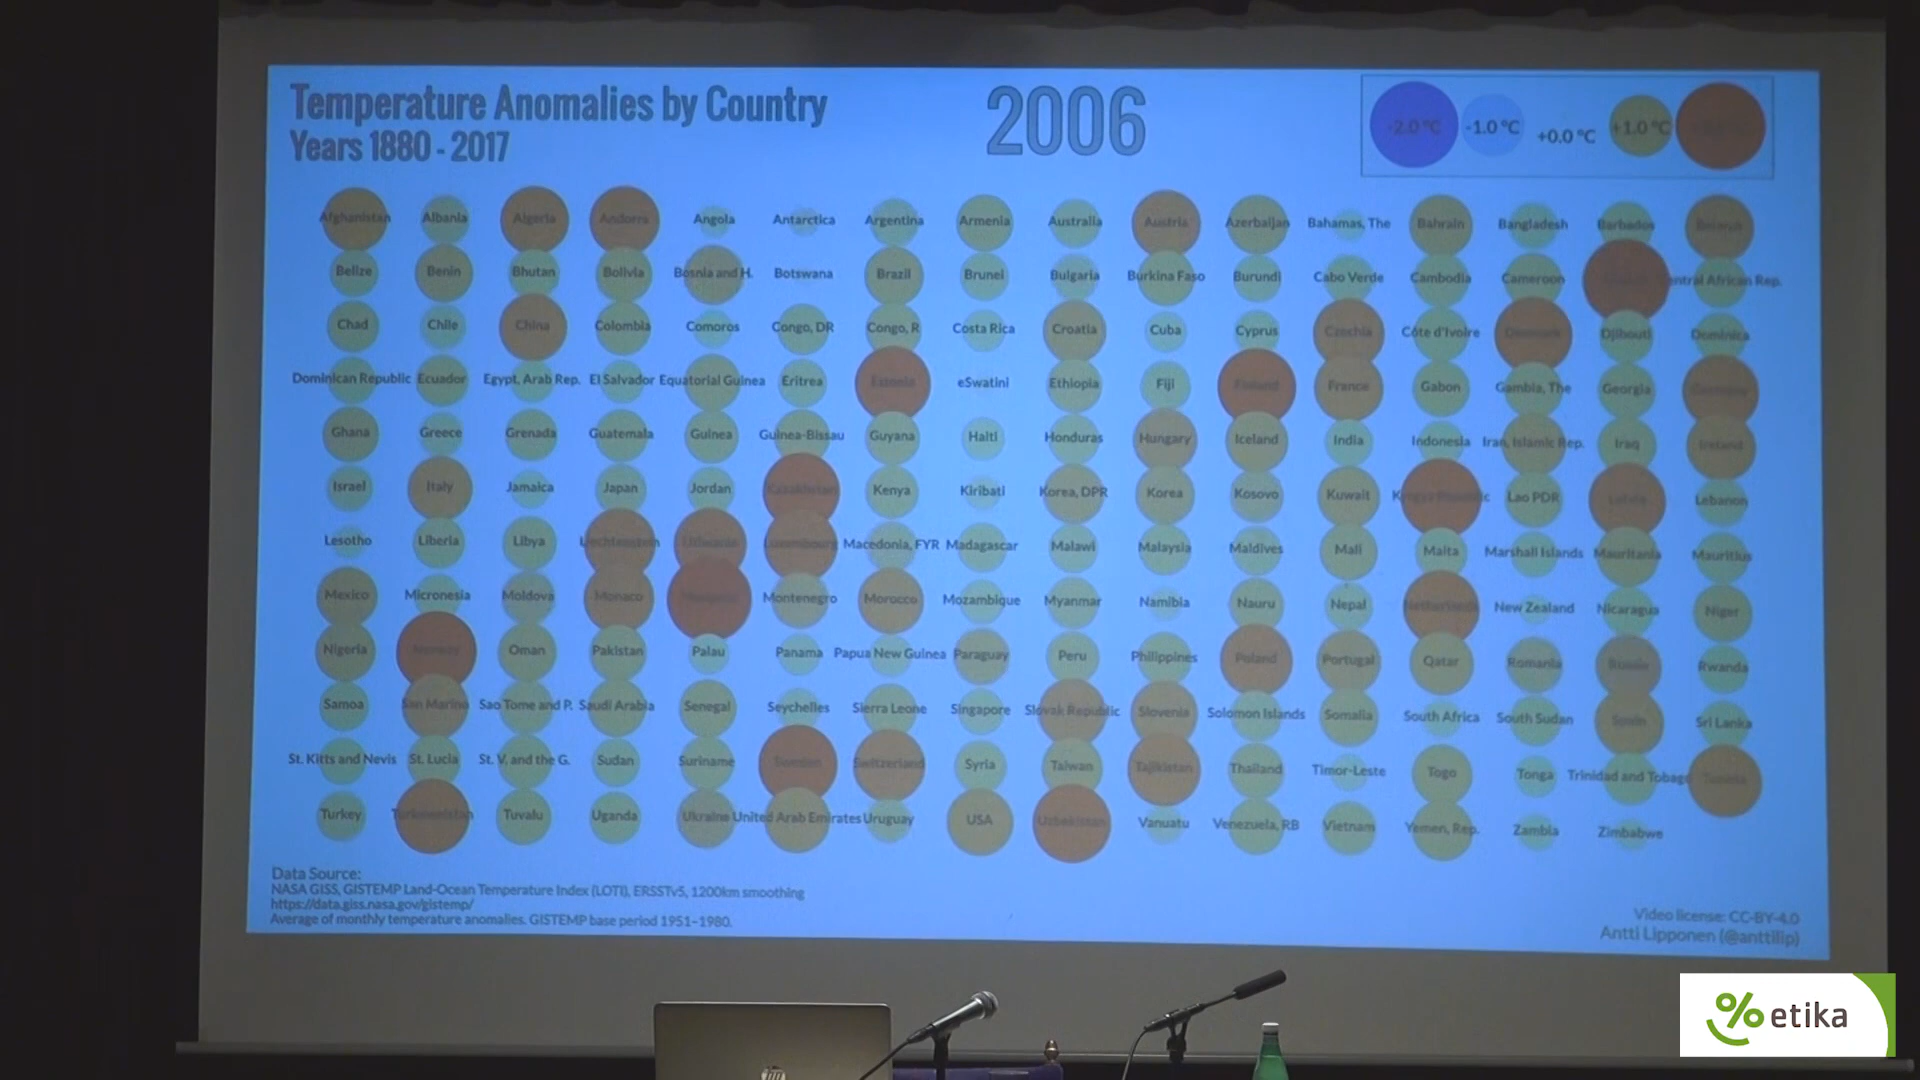 Temperature Anomalies by Country
Years 1880 - 2017
2006
-2.0 °C -1.0 °C +0.0 °C +1.0 °C
Afghanistan Albania Algeria Andorra Angola Antarctica Argentina Armenia Australia Austria Azerbaijan Bahamas, The Bahrain Bangladesh Barbados Belgium
Belize Benin Bhutan Bolivia Bosnia and H. Botswana Brazil Brunei Bulgaria Burkina Faso Burundi Cabo Verde Cambodia Cameroon entral African Rep.
Chad Chile China Colombia Comoros Congo, DR Congo, R Costa Rica Croatia Cuba Cyprus Czechia Côte d'Ivoire Denmark Djibouti Dominica
Dominican Republic Ecuador Egypt, Arab Rep. El Salvador Equatorial Guinea Eritrea Estonia eSwatini Ethiopia Fiji Finland France Gabon Gambia, The Georgia Germany
Ghana Greece Grenada Guatemala Guinea Guinea-Bissau Guyana Haiti Honduras Hungary Iceland India Indonesia Iran, Islamic Rep. Iraq Ireland
Israel Italy Jamaica Japan Jordan Kazakhstan Kenya Kiribati Korea, DPR Korea Kosovo Kuwait Kyrgyz Republic Lao PDR Latvia Lebanon
Lesotho Liberia Libya Liechtenstein Lithuania Luxembourg Macedonia, FYR Madagascar Malawi Malaysia Maldives Mali Malta Marshall Islands Mauritania Mauritius
Mexico Micronesia Moldova Monaco Mongolia Montenegro Morocco Mozambique Myanmar Namibia Nauru Nepal Netherlands New Zealand Nicaragua Niger
Nigeria Norway Oman Pakistan Palau Panama Papua New Guinea Paraguay Peru Philippines Poland Portugal Qatar Romania Russia Rwanda
Samoa San Marino Sao Tome and P. Saudi Arabia Senegal Seychelles Sierra Leone Singapore Slovak Republic Slovenia Solomon Islands Somalia South Africa South Sudan Spain Sri Lanka
St. Kitts and Nevis St. Lucia St. V. and the G. Sudan Suriname Sweden Switzerland Syria Taiwan Tajikistan Thailand Timor-Leste Togo Tonga Trinidad and Tobago Tunisia
Turkey Turkmenistan Tuvalu Uganda Ukraine United Arab Emirates Uruguay USA Uzbekistan Vanuatu Venezuela, RB Vietnam Yemen, Rep. Zambia Zimbabwe
Data Source:
NASA GISS, GISTEMP Land-Ocean Temperature Index (LOTI), ERSSTv5, 1200km smoothing
https://data.giss.nasa.gov/gistemp/
Average of monthly temperature anomalies. GISTEMP base period 1951-1980.
Video license: CC-BY-4.0
Antti Lipponen (@anttilip)
hp
% etika